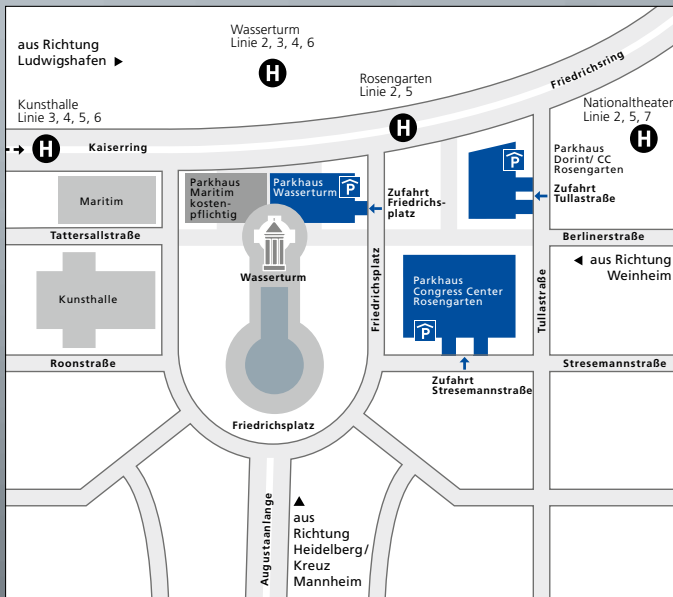 aus Richtung
Ludwigshafen ▶
Wasserturm
Linie 2, 3, 4, 6
H
Rosengarten
Linie 2, 5
H
Friedrichsring
Kunsthalle
Linie 3, 4, 5, 6
H
Kaiserring
Nationaltheater
Linie 2, 5, 7
H
Parkhaus
Dorint/ CC
Rosengarten
Zufahrt
Tullastraße
P
Maritim
Parkhaus
Maritim
kosten-
pflichtig
Parkhaus
Wasserturm
P
Zufahrt
Friedrichs-
platz
Tattersallstraße
Berlinerstraße
◀ aus Richtung
Weinheim
Wasserturm
Kunsthalle
Friedrichsplatz
Parkhaus
Congress Center
Rosengarten
P
Tullastraße
Roonstraße
Stresemannstraße
Zufahrt
Stresemannstraße
Friedrichsplatz
Augustaanlange
▲
aus
Richtung
Heidelberg/
Kreuz
Mannheim